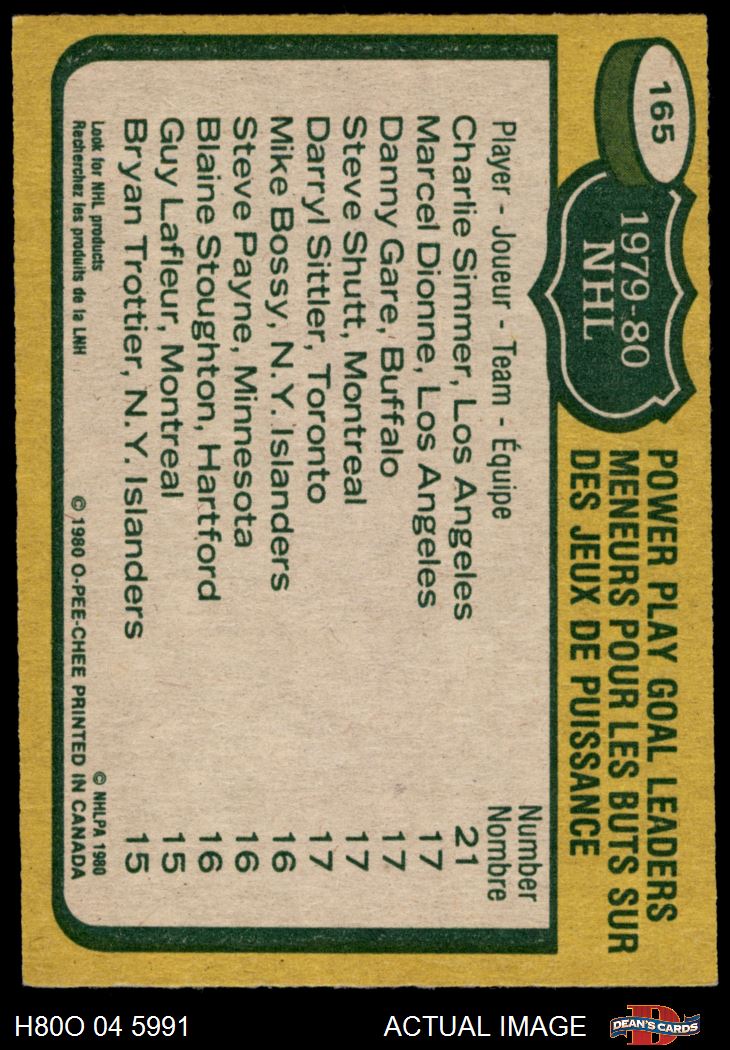 165
1979-80
NHL
POWER PLAY GOAL LEADERS
MENEURS POUR LES BUTS SUR
DES JEUX DE PUISSANCE
Player - Joueur - Team - Équipe Number
Nombre
Charlie Simmer, Los Angeles 21
Marcel Dionne, Los Angeles 17
Danny Gare, Buffalo 17
Steve Shutt, Montreal 17
Darryl Sittler, Toronto 17
Mike Bossy, N.Y. Islanders 16
Steve Payne, Minnesota 16
Blaine Stoughton, Hartford 16
Guy Lafleur, Montreal 15
Bryan Trottier, N.Y. Islanders 15
Look for NHL products © NHLPA 1980
Recherchez les produits de la LNH © 1980 O-PEE-CHEE PRINTED IN CANADA
H80O 04 5991 ACTUAL IMAGE DEAN'S CARDS